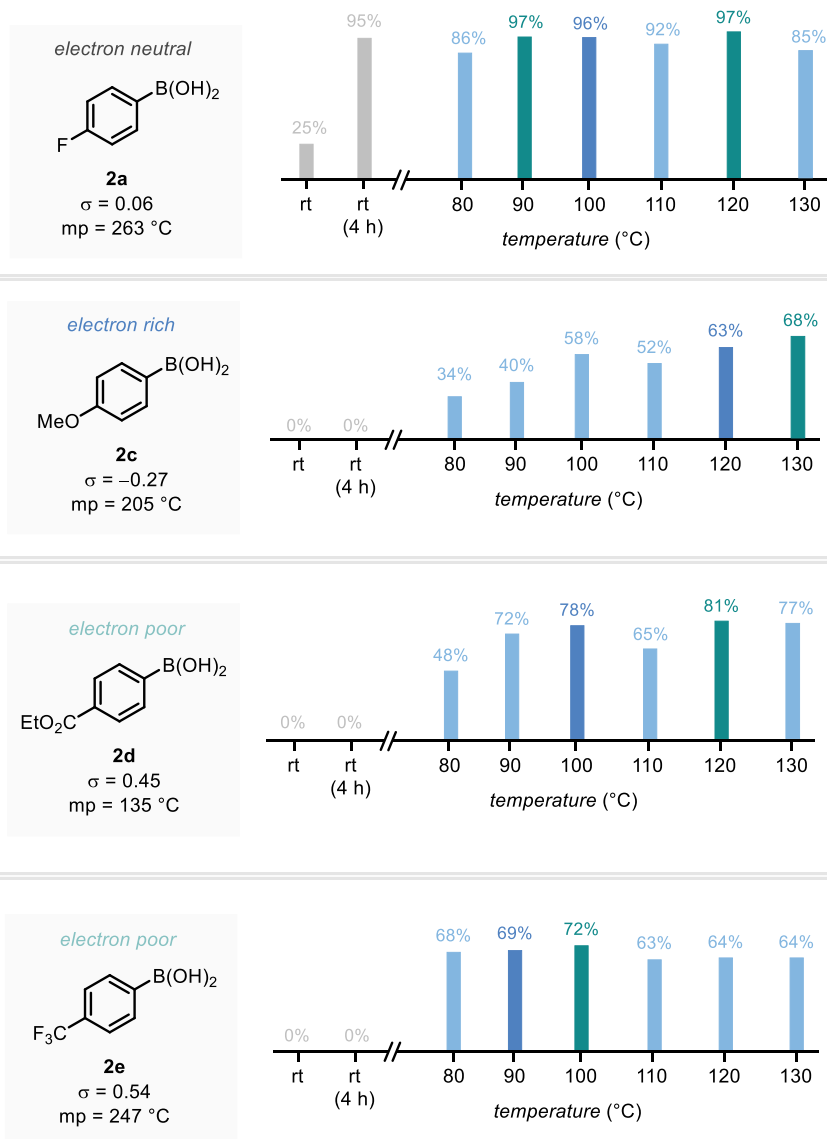 electron neutral
B(OH)2
F
2a
σ = 0.06
mp = 263 °C
25%
95%
86%
97%
96%
92%
97%
85%
rt
rt
(4 h)
80
90
100
110
120
130
temperature (°C)
electron rich
B(OH)2
MeO
2c
σ = −0.27
mp = 205 °C
0%
0%
34%
40%
58%
52%
63%
68%
rt
rt
(4 h)
80
90
100
110
120
130
temperature (°C)
electron poor
B(OH)2
EtO2C
2d
σ = 0.45
mp = 135 °C
0%
0%
48%
72%
78%
65%
81%
77%
rt
rt
(4 h)
80
90
100
110
120
130
temperature (°C)
electron poor
B(OH)2
F3C
2e
σ = 0.54
mp = 247 °C
0%
0%
68%
69%
72%
63%
64%
64%
rt
rt
(4 h)
80
90
100
110
120
130
temperature (°C)